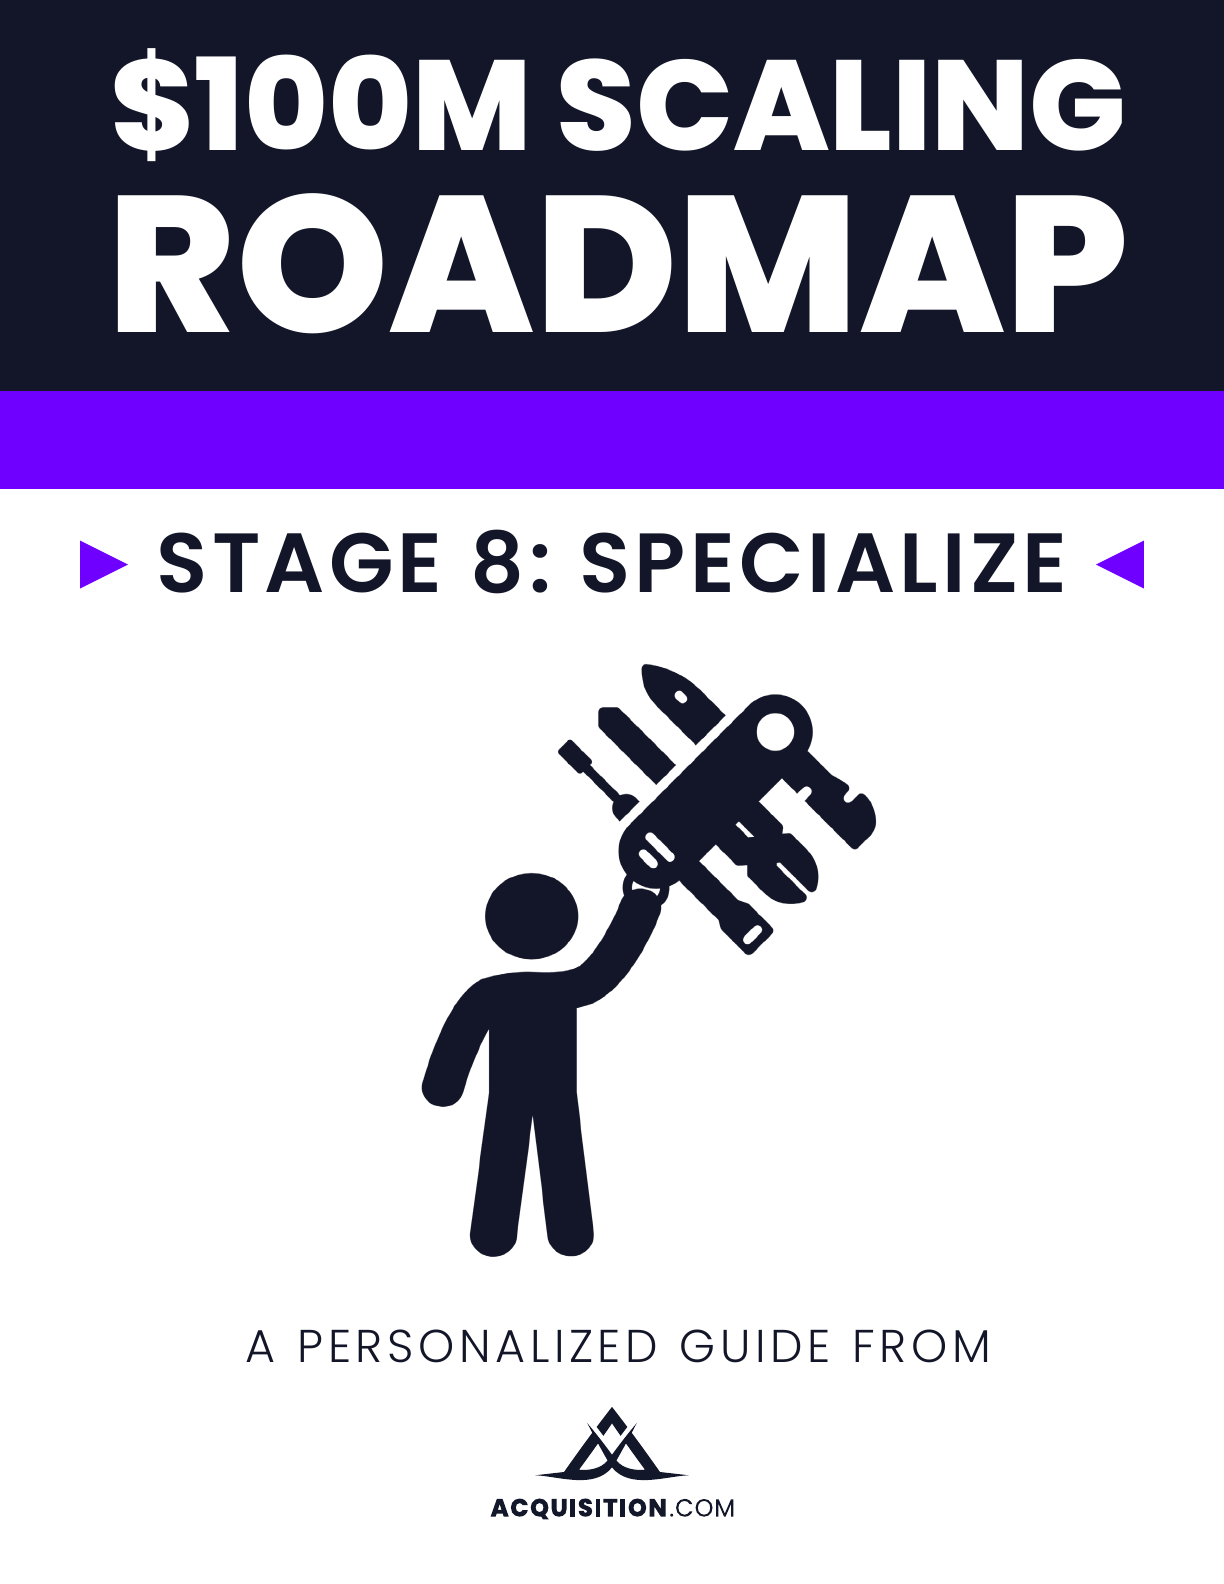 $100M SCALING
ROADMAP
STAGE 8: SPECIALIZE
A PERSONALIZED GUIDE FROM
ACQUISITION.COM